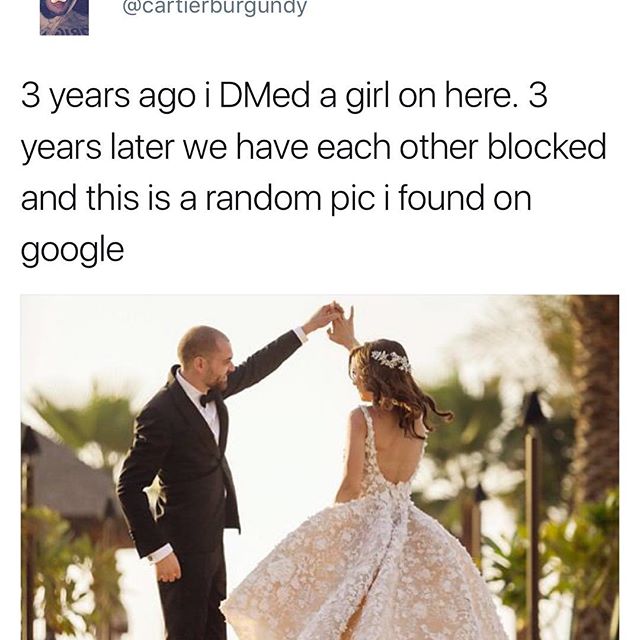 @cartierburgundy
3 years ago i DMed a girl on here. 3
years later we have each other blocked
and this is a random pic i found on
google